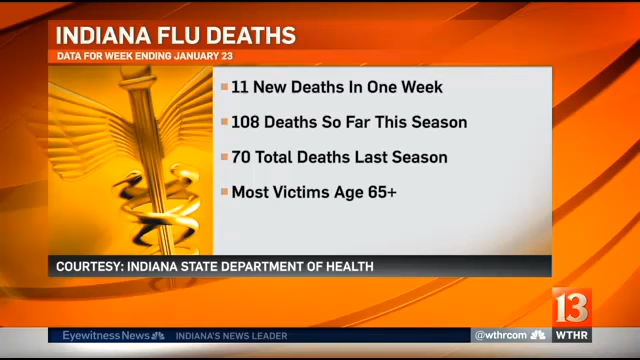 INDIANA FLU DEATHS
DATA FOR WEEK ENDING JANUARY 23
11 New Deaths In One Week
108 Deaths So Far This Season
70 Total Deaths Last Season
Most Victims Age 65+
COURTESY: INDIANA STATE DEPARTMENT OF HEALTH
13
Eyewitness News
INDIANA'S NEWS LEADER
@wthrcom
WTHR